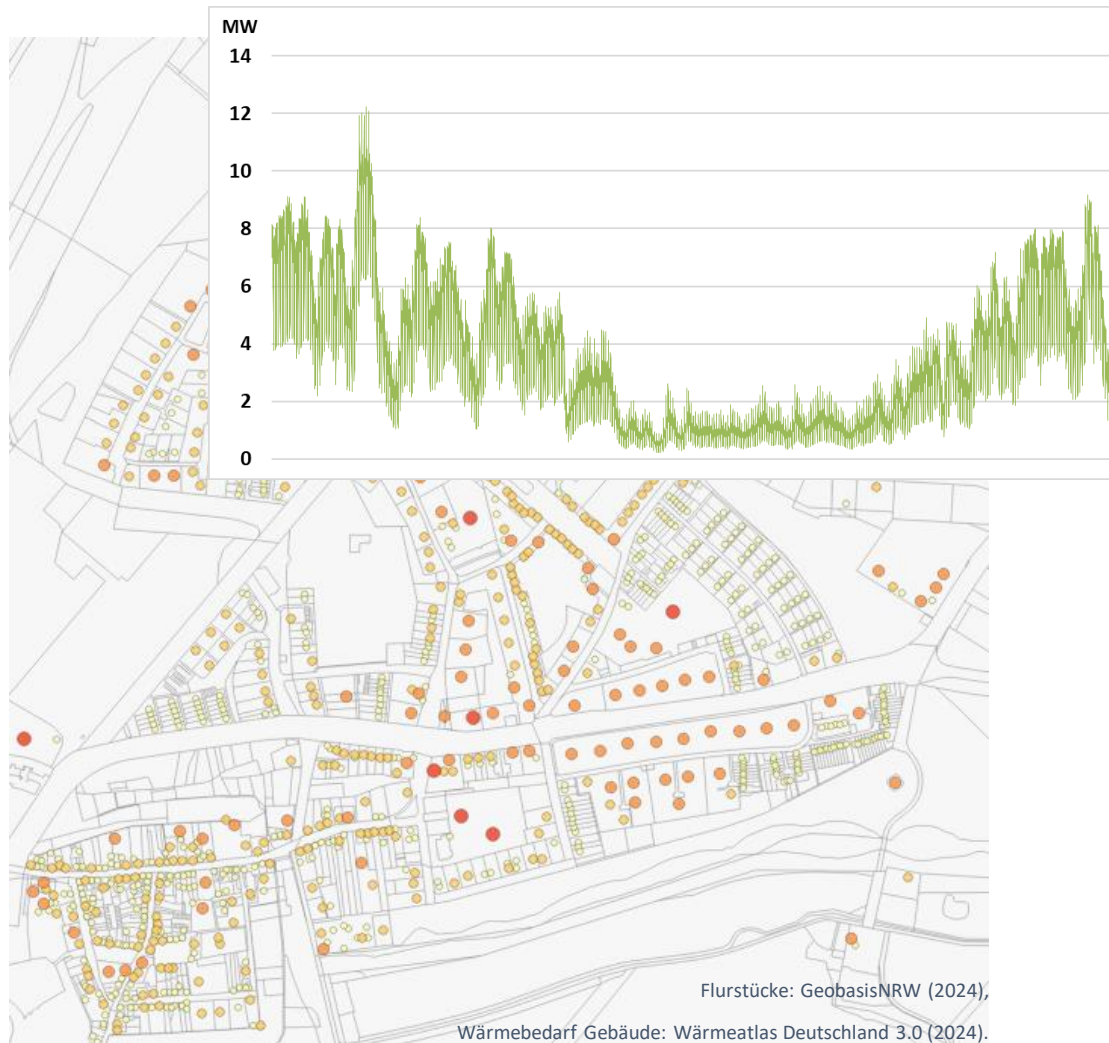 MW
14
12
10
8
6
4
2
0
Flurstücke: GeobasisNRW (2024),
Wärmebedarf Gebäude: Wärmeatlas Deutschland 3.0 (2024).